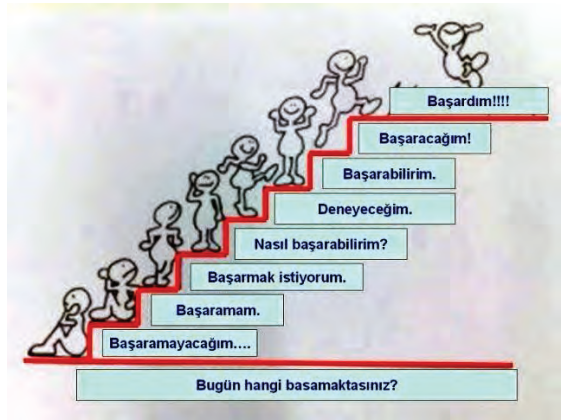 Başardım!!!!
Başaracağım!
Başarabilirim.
Deneyeceğim.
Nasıl başarabilirim?
Başarmak istiyorum.
Başaramam.
Başaramayacağım....
Bugün hangi basamaktasınız?